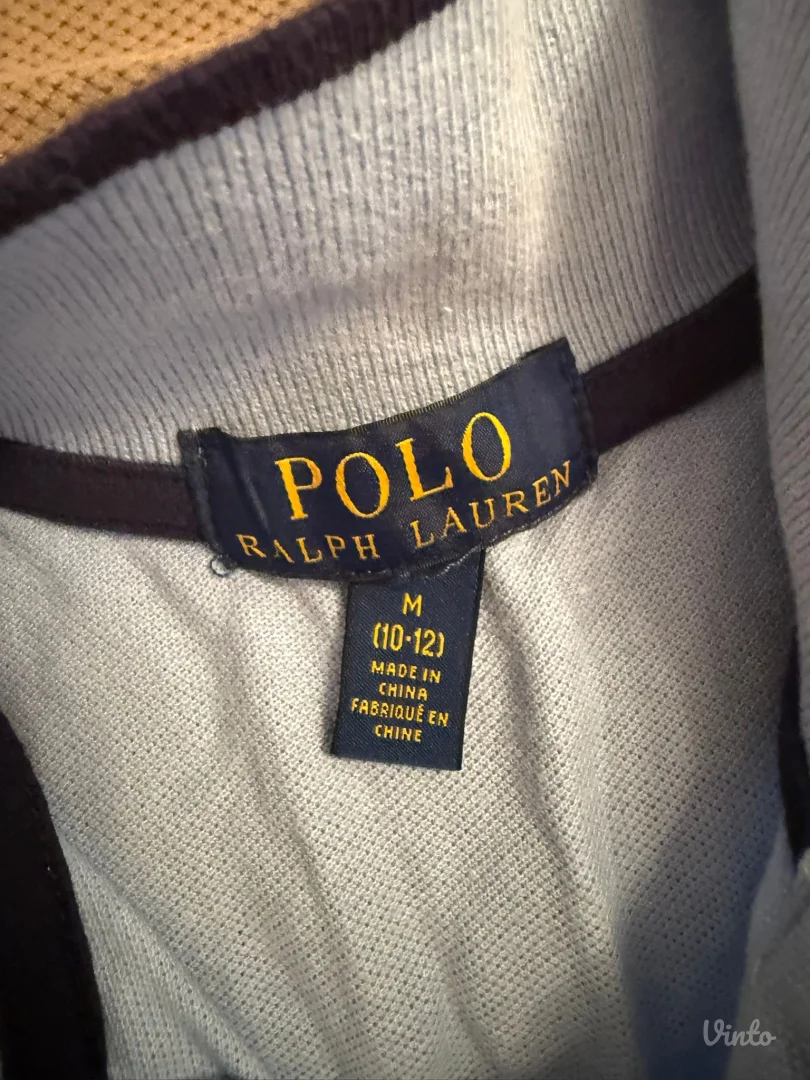 POLO
RALPH LAUREN
M
(10-12)
MADE IN
CHINA
FABRIQUÉ EN
CHINE
Vinto